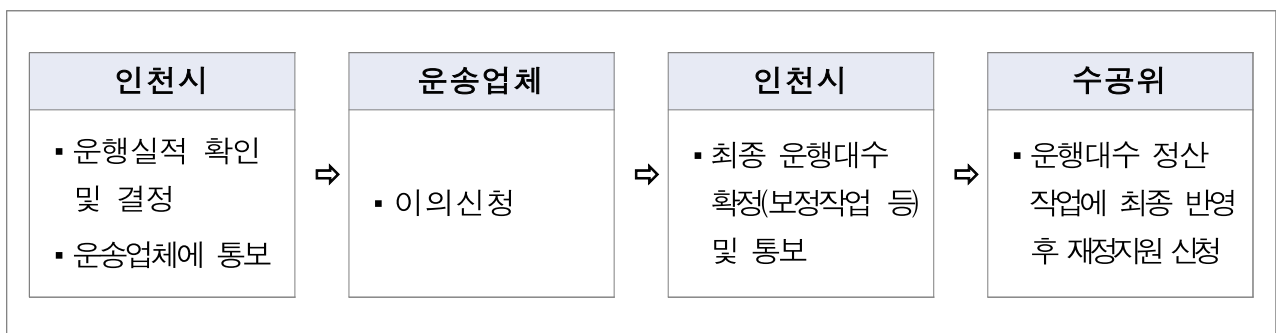 인천시
▪ 운행실적 확인
및 결정
▪ 운송업체에 통보
⇨
운송업체
▪ 이의신청
⇨
인천시
▪ 최종 운행대수
확정(보정작업 등)
및 통보
⇨
수공위
▪ 운행대수 정산
작업에 최종 반영
후 재정지원 신청